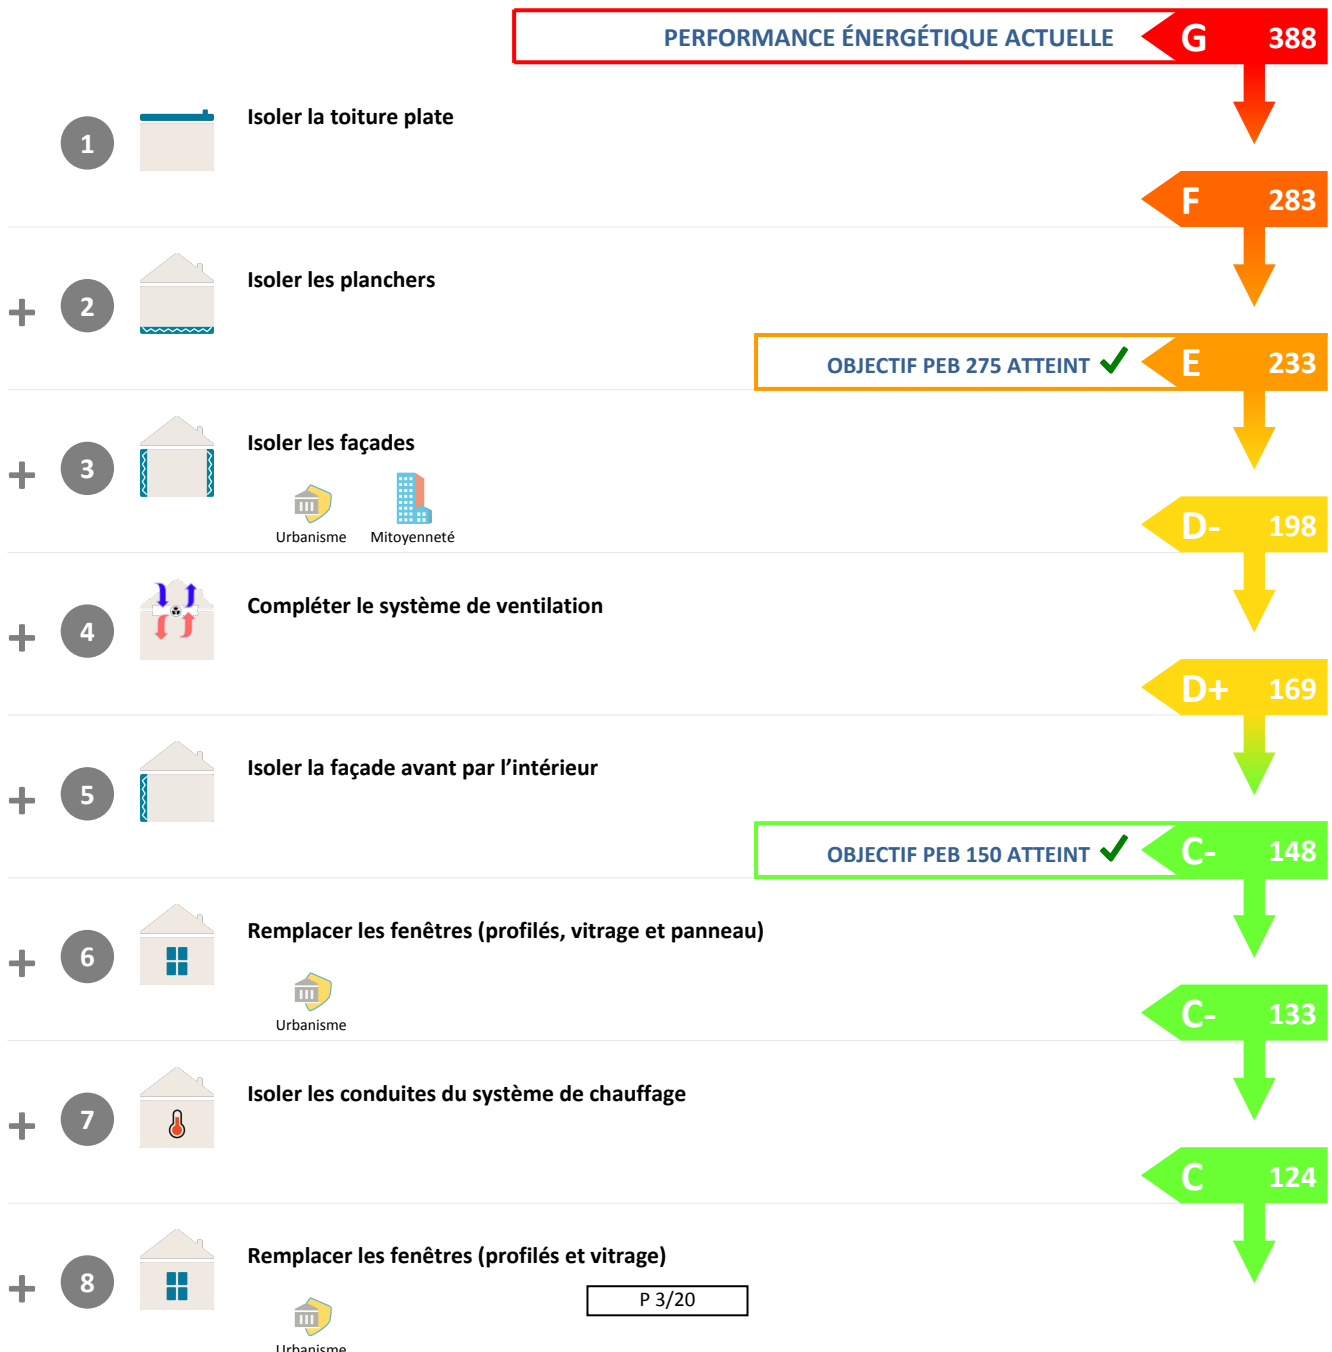 PERFORMANCE ÉNERGÉTIQUE ACTUELLE G 388
1 Isoler la toiture plate
F 283
+ 2 Isoler les planchers
OBJECTIF PEB 275 ATTEINT ✓ E 233
+ 3 Isoler les façades
Urbanisme Mitoyenneté
D- 198
+ 4 Compléter le système de ventilation
D+ 169
+ 5 Isoler la façade avant par l’intérieur
OBJECTIF PEB 150 ATTEINT ✓ C- 148
+ 6 Remplacer les fenêtres (profilés, vitrage et panneau)
Urbanisme
C- 133
+ 7 Isoler les conduites du système de chauffage
C 124
+ 8 Remplacer les fenêtres (profilés et vitrage)
P 3/20
Urbanisme